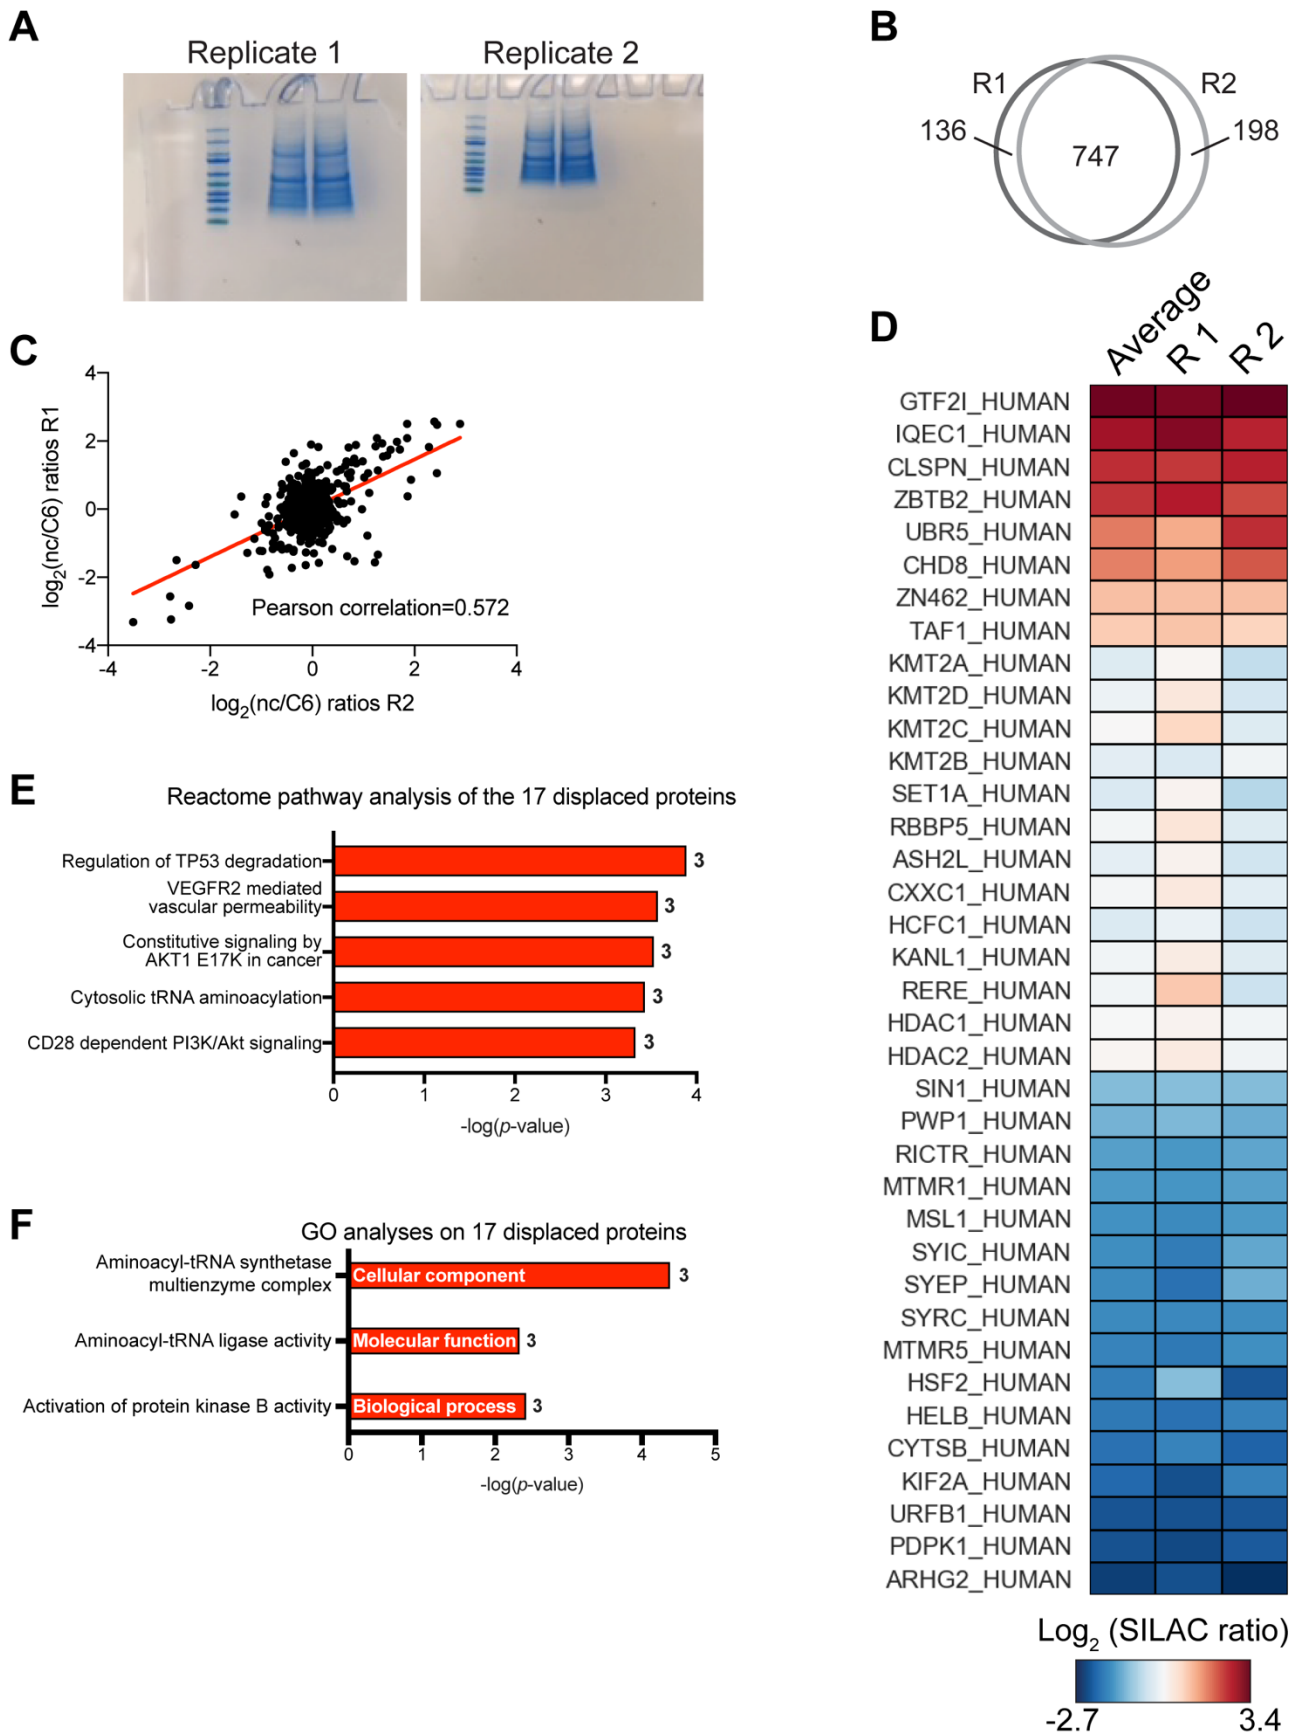 A
Replicate 1
Replicate 2
B
R1
R2
136
747
198
C
log2(nc/C6) ratios R1
4
2
0
-2
-4
Pearson correlation=0.572
-4
-2
0
2
4
log2(nc/C6) ratios R2
D
Average
R 1
R 2
GTF2I_HUMAN
IQEC1_HUMAN
CLSPN_HUMAN
ZBTB2_HUMAN
UBR5_HUMAN
CHD8_HUMAN
ZN462_HUMAN
TAF1_HUMAN
KMT2A_HUMAN
KMT2D_HUMAN
KMT2C_HUMAN
KMT2B_HUMAN
SET1A_HUMAN
RBBP5_HUMAN
ASH2L_HUMAN
CXXC1_HUMAN
HCFC1_HUMAN
KANL1_HUMAN
RERE_HUMAN
HDAC1_HUMAN
HDAC2_HUMAN
SIN1_HUMAN
PWP1_HUMAN
RICTR_HUMAN
MTMR1_HUMAN
MSL1_HUMAN
SYIC_HUMAN
SYEP_HUMAN
SYRC_HUMAN
MTMR5_HUMAN
HSF2_HUMAN
HELB_HUMAN
CYTSB_HUMAN
KIF2A_HUMAN
URFB1_HUMAN
PDPK1_HUMAN
ARHG2_HUMAN
Log2 (SILAC ratio)
-2.7
3.4
E
Reactome pathway analysis of the 17 displaced proteins
Regulation of TP53 degradation
3
VEGFR2 mediated
vascular permeability
3
Constitutive signaling by
AKT1 E17K in cancer
3
Cytosolic tRNA aminoacylation
3
CD28 dependent PI3K/Akt signaling
3
0
1
2
3
4
-log(p-value)
F
GO analyses on 17 displaced proteins
Aminoacyl-tRNA synthetase
multienzyme complex
Cellular component
3
Aminoacyl-tRNA ligase activity
Molecular function
3
Activation of protein kinase B activity
Biological process
3
0
1
2
3
4
5
-log(p-value)